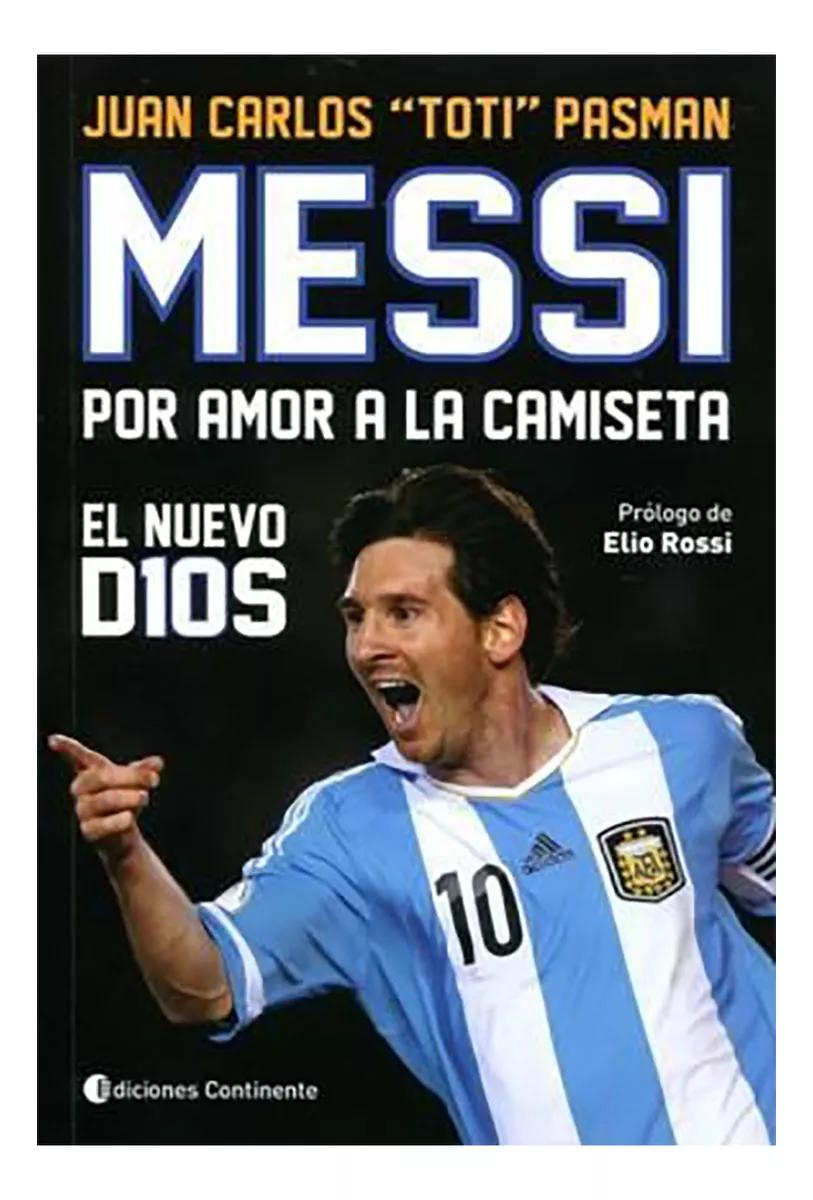 JUAN CARLOS “TOTI” PASMAN
MESSI
POR AMOR A LA CAMISETA
EL NUEVO
D10S
Prólogo de
Elio Rossi
10
adidas
AFA
Ediciones Continente